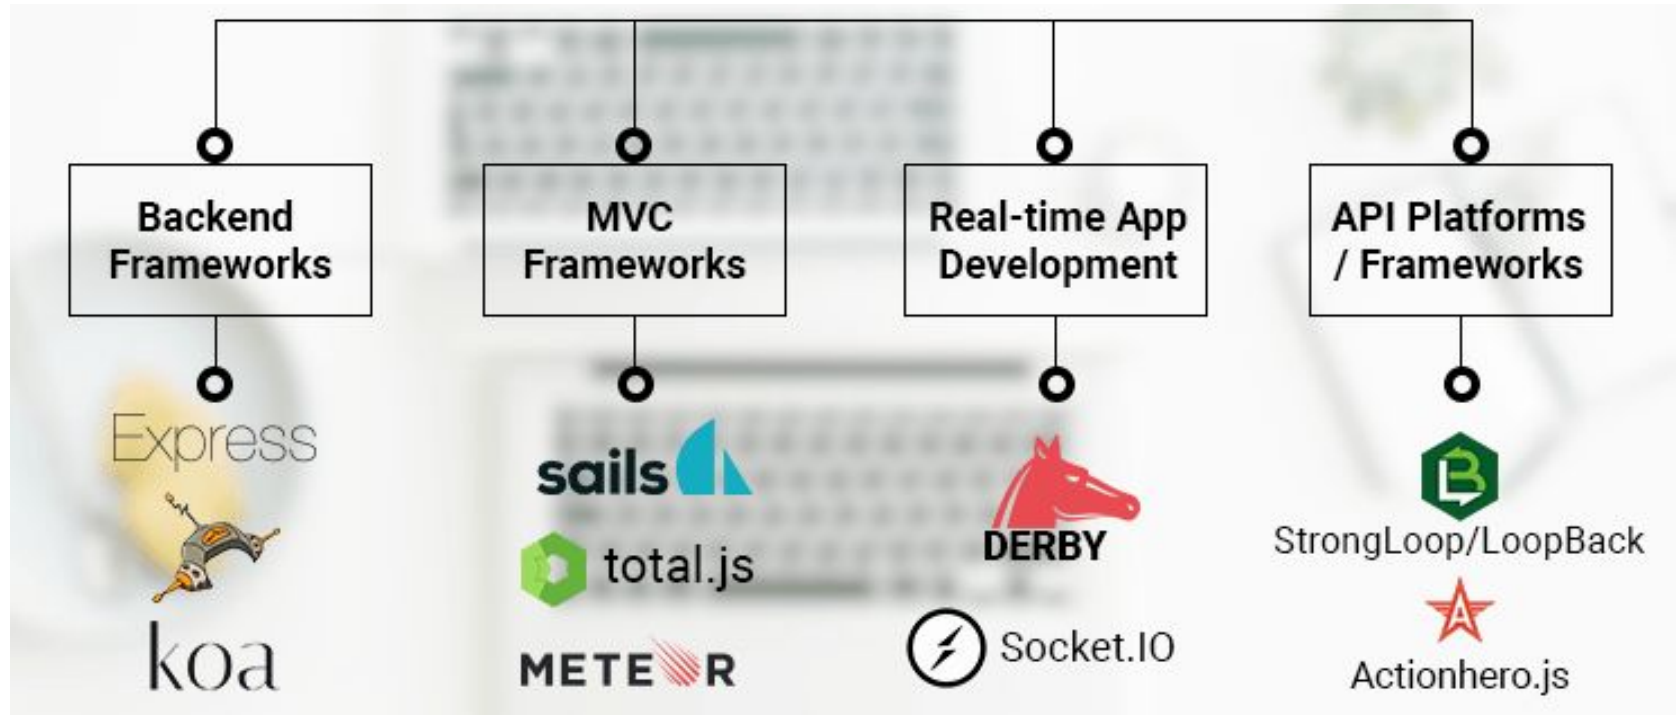 Backend
Frameworks
MVC
Frameworks
Real-time App
Development
API Platforms
/ Frameworks
Express
koa
sails
total.js
METEOR
DERBY
Socket.IO
StrongLoop/LoopBack
Actionhero.js